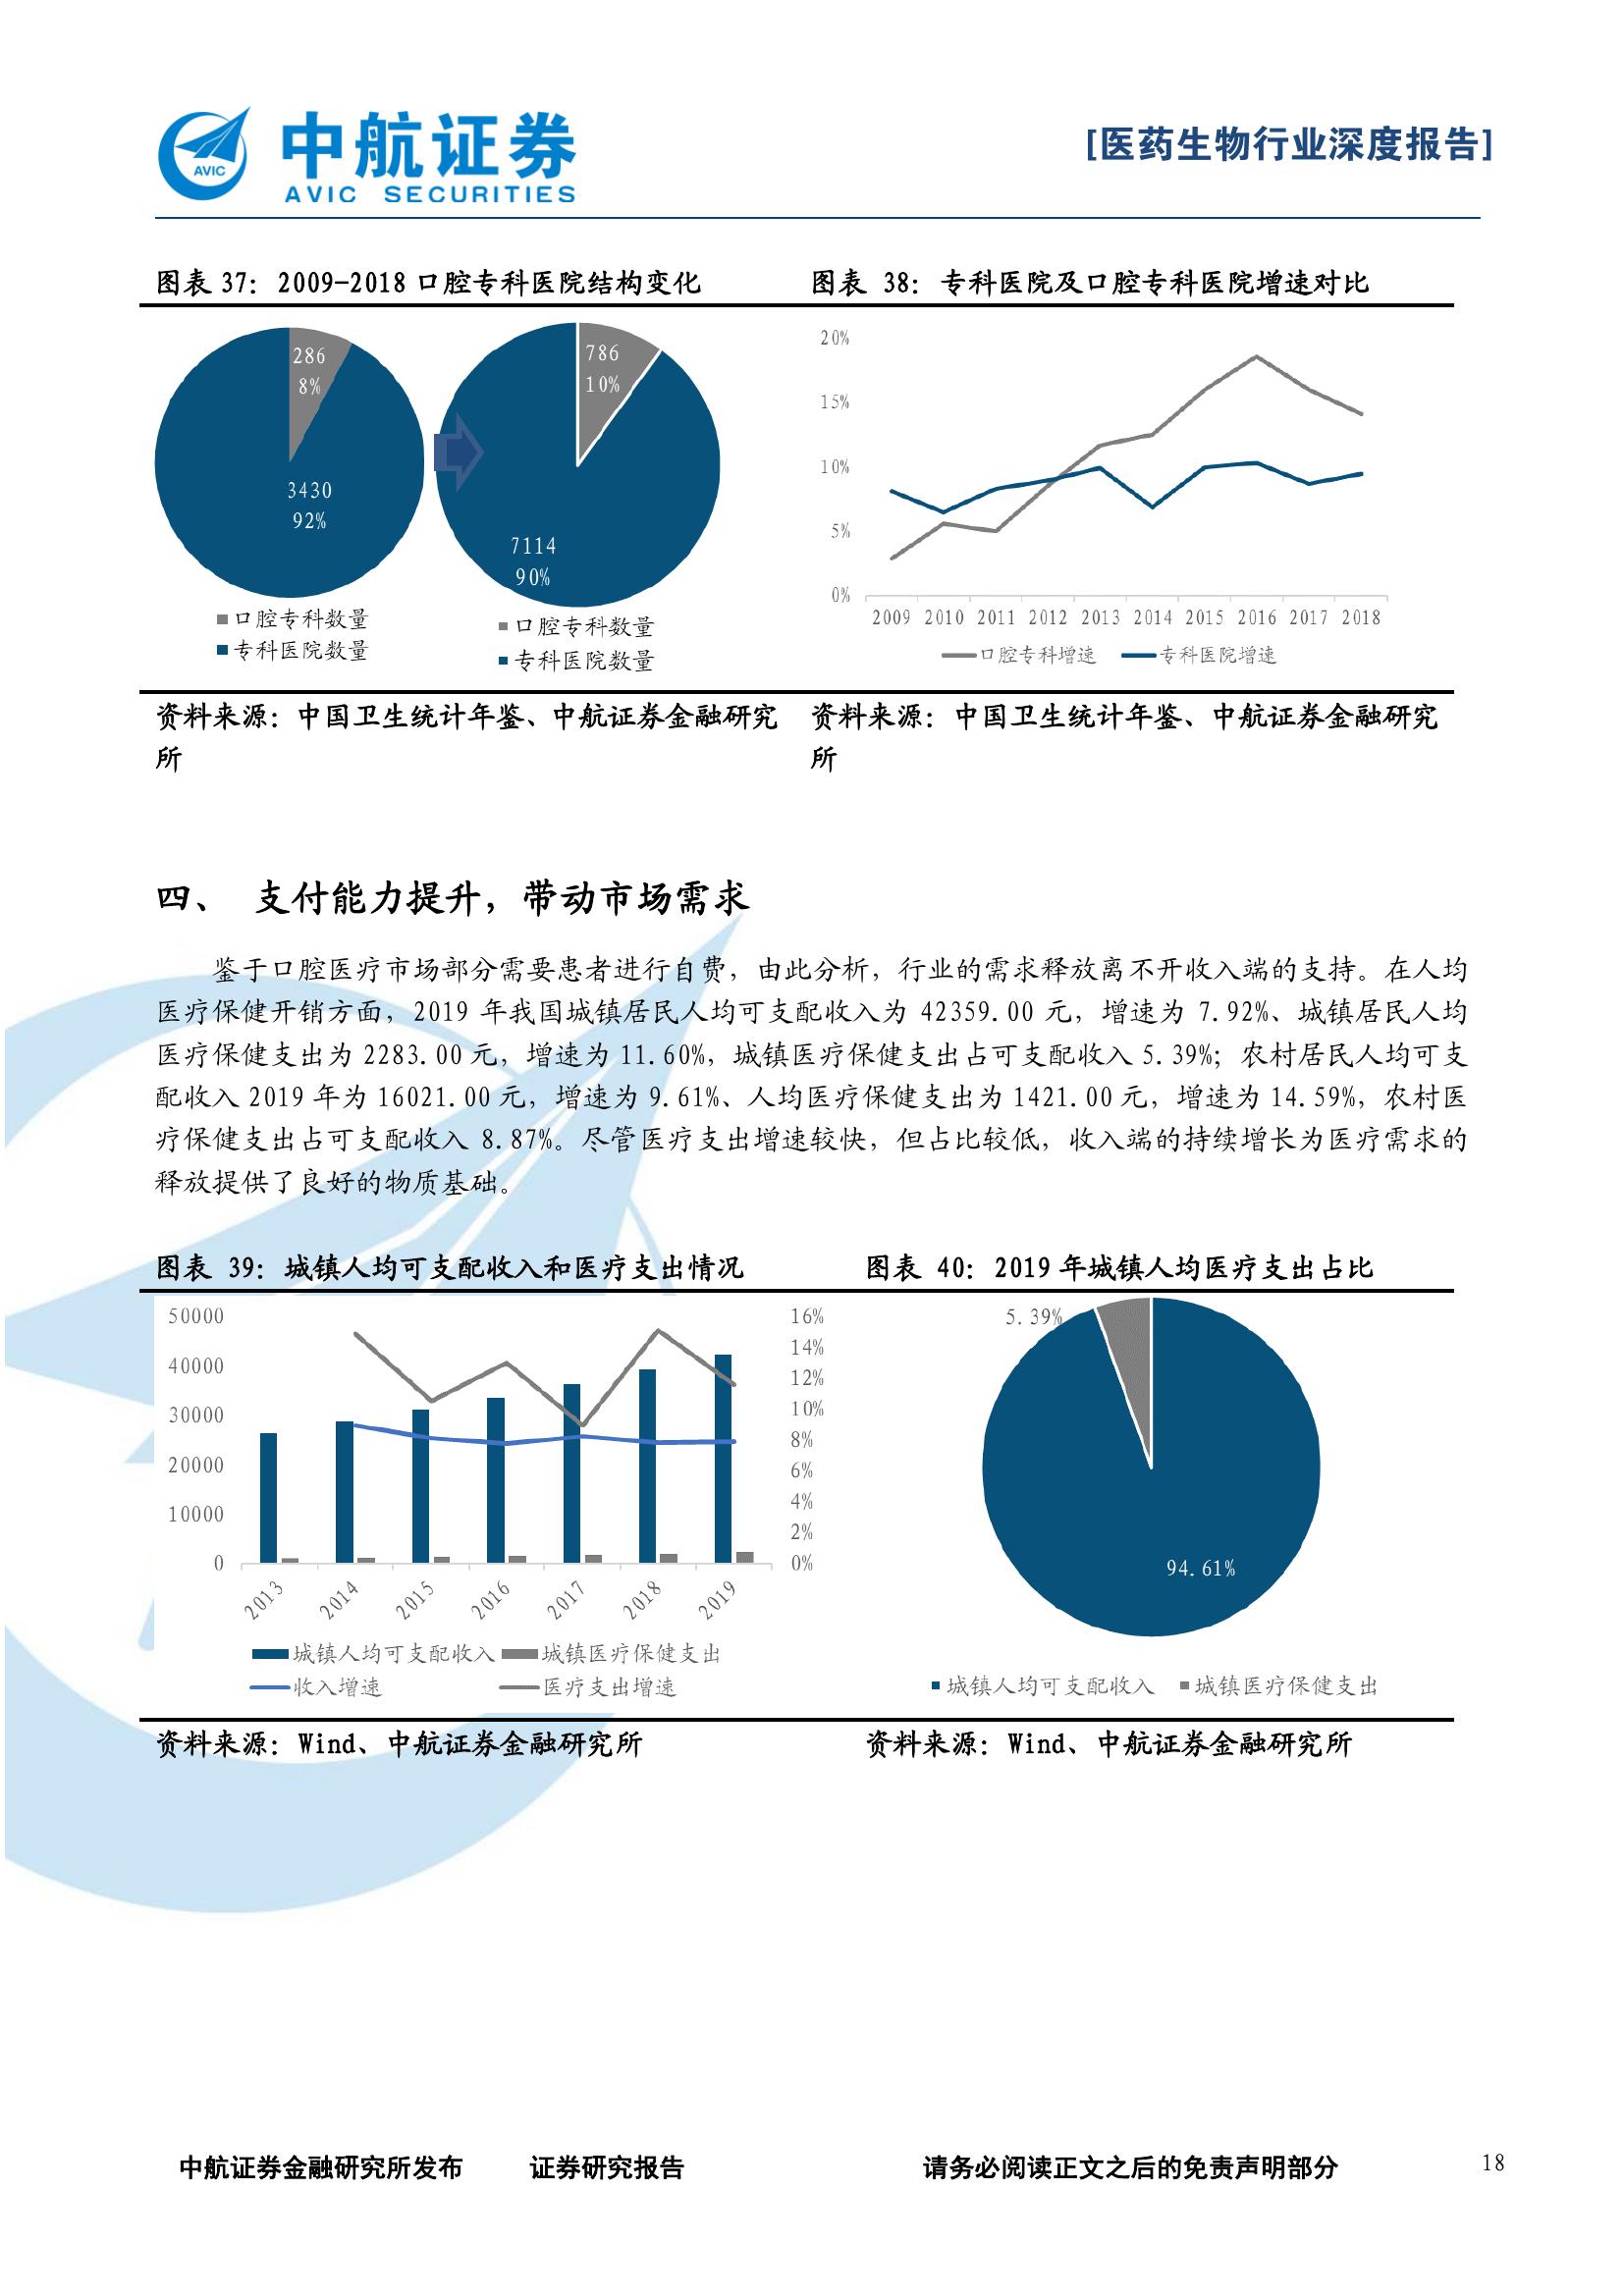 AVIC
中航证券
AVIC SECURITIES
[医药生物行业深度报告]
图表 37：2009-2018 口腔专科医院结构变化
286
8%
3430
92%
口腔专科数量
专科医院数量
786
10%
7114
90%
口腔专科数量
专科医院数量
资料来源：中国卫生统计年鉴、中航证券金融研究
所
图表 38：专科医院及口腔专科医院增速对比
20%
15%
10%
5%
0%
2009 2010 2011 2012 2013 2014 2015 2016 2017 2018
口腔专科增速 专科医院增速
资料来源：中国卫生统计年鉴、中航证券金融研究
所
四、 支付能力提升，带动市场需求
鉴于口腔医疗市场部分需要患者进行自费，由此分析，行业的需求释放离不开收入端的支持。在人均
医疗保健开销方面，2019 年我国城镇居民人均可支配收入为 42359.00 元，增速为 7.92%、城镇居民人均
医疗保健支出为 2283.00 元，增速为 11.60%，城镇医疗保健支出占可支配收入 5.39%；农村居民人均可支
配收入 2019 年为 16021.00 元，增速为 9.61%、人均医疗保健支出为 1421.00 元，增速为 14.59%，农村医
疗保健支出占可支配收入 8.87%。尽管医疗支出增速较快，但占比较低，收入端的持续增长为医疗需求的
释放提供了良好的物质基础。
图表 39：城镇人均可支配收入和医疗支出情况
50000
40000
30000
20000
10000
0
16%
14%
12%
10%
8%
6%
4%
2%
0%
2013 2014 2015 2016 2017 2018 2019
城镇人均可支配收入 城镇医疗保健支出
收入增速 医疗支出增速
资料来源：Wind、中航证券金融研究所
图表 40：2019 年城镇人均医疗支出占比
5.39%
94.61%
城镇人均可支配收入 城镇医疗保健支出
资料来源：Wind、中航证券金融研究所
中航证券金融研究所发布 证券研究报告 请务必阅读正文之后的免责声明部分 18